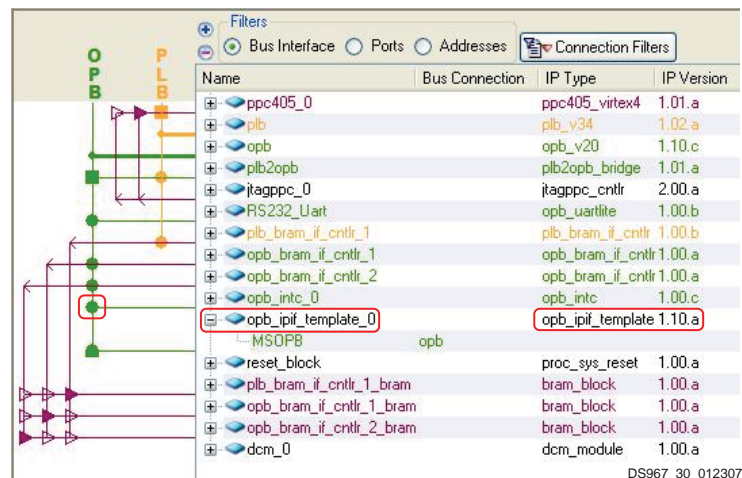 Filters
Bus Interface Ports Addresses Connection Filters
OPB
PLB
Name Bus Connection IP Type IP Version
ppc405_0 ppc405_virtex4 1.01.a
plb plb_v34 1.02.a
opb opb_v20 1.10.c
plb2opb plb2opb_bridge 1.01.a
jtagppc_0 jtagppc_cntlr 2.00.a
RS232_Uart opb_uartlite 1.00.b
plb_bram_if_cntlr_1 plb_bram_if_cntlr 1.00.b
opb_bram_if_cntlr_1 opb_bram_if_cntlr 1.00.a
opb_bram_if_cntlr_2 opb_bram_if_cntlr 1.00.a
opb_intc_0 opb_intc 1.00.c
opb_ipif_template_0 opb_ipif_template 1.10.a
MSOPB opb
reset_block proc_sys_reset 1.00.a
plb_bram_if_cntlr_1_bram bram_block 1.00.a
opb_bram_if_cntlr_1_bram bram_block 1.00.a
opb_bram_if_cntlr_2_bram bram_block 1.00.a
dcm_0 dcm_module 1.00.a
DS967_30_012307